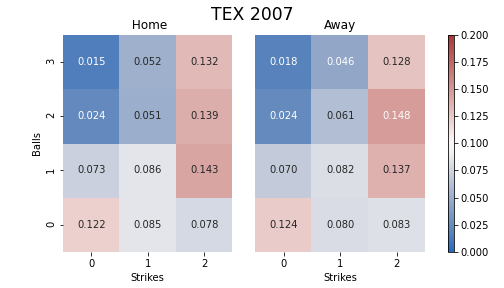 TEX 2007
Home
Away
3 0.015 0.052 0.132 0.018 0.046 0.128
2 0.024 0.051 0.139 0.024 0.061 0.148
1 0.073 0.086 0.143 0.070 0.082 0.137
0 0.122 0.085 0.078 0.124 0.080 0.083
Balls
0 1 2
0 1 2
Strikes
Strikes
0.200
0.175
0.150
0.125
0.100
0.075
0.050
0.025
0.000